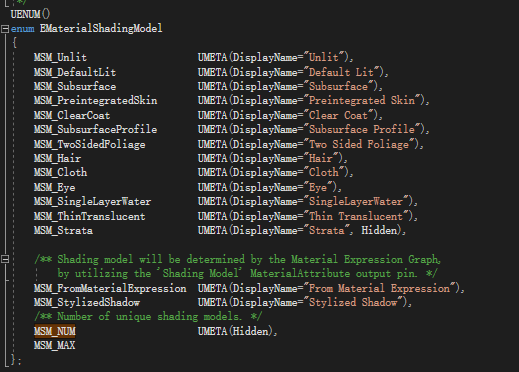 */
UENUM()
enum EMaterialShadingModel
{
MSM_Unlit UMETA(DisplayName="Unlit"),
MSM_DefaultLit UMETA(DisplayName="Default Lit"),
MSM_Subsurface UMETA(DisplayName="Subsurface"),
MSM_PreintegratedSkin UMETA(DisplayName="Preintegrated Skin"),
MSM_ClearCoat UMETA(DisplayName="Clear Coat"),
MSM_SubsurfaceProfile UMETA(DisplayName="Subsurface Profile"),
MSM_TwoSidedFoliage UMETA(DisplayName="Two Sided Foliage"),
MSM_Hair UMETA(DisplayName="Hair"),
MSM_Cloth UMETA(DisplayName="Cloth"),
MSM_Eye UMETA(DisplayName="Eye"),
MSM_SingleLayerWater UMETA(DisplayName="SingleLayerWater"),
MSM_ThinTranslucent UMETA(DisplayName="Thin Translucent"),
MSM_Strata UMETA(DisplayName="Strata", Hidden),
/** Shading model will be determined by the Material Expression Graph,
by utilizing the 'Shading Model' MaterialAttribute output pin. */
MSM_FromMaterialExpression UMETA(DisplayName="From Material Expression"),
MSM_StylizedShadow UMETA(DisplayName="Stylized Shadow"),
/** Number of unique shading models. */
MSM_NUM UMETA(Hidden),
MSM_MAX
};